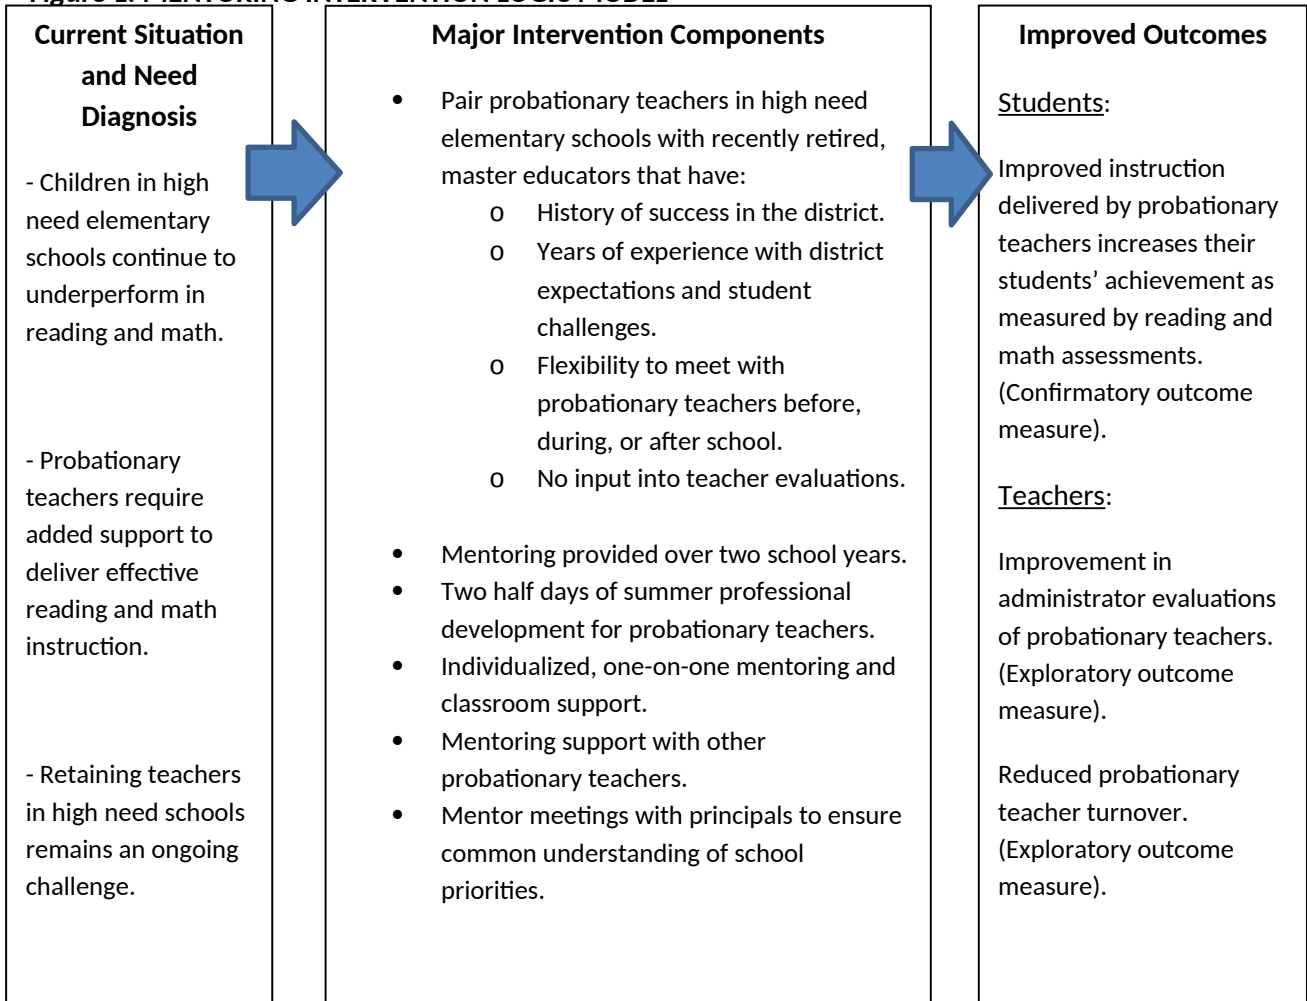 Figure 1: MENTORING INTERVENTION LOGIC MODEL
Current Situation
and Need
Diagnosis
- Children in high
need elementary
schools continue to
underperform in
reading and math.
- Probationary
teachers require
added support to
deliver effective
reading and math
instruction.
- Retaining teachers
in high need schools
remains an ongoing
challenge.
Major Intervention Components
• Pair probationary teachers in high need
elementary schools with recently retired,
master educators that have:
o History of success in the district.
o Years of experience with district
expectations and student
challenges.
o Flexibility to meet with
probationary teachers before,
during, or after school.
o No input into teacher evaluations.
• Mentoring provided over two school years.
• Two half days of summer professional
development for probationary teachers.
• Individualized, one-on-one mentoring and
classroom support.
• Mentoring support with other
probationary teachers.
• Mentor meetings with principals to ensure
common understanding of school
priorities.
Improved Outcomes
Students:
Improved instruction
delivered by probationary
teachers increases their
students’ achievement as
measured by reading and
math assessments.
(Confirmatory outcome
measure).
Teachers:
Improvement in
administrator evaluations
of probationary teachers.
(Exploratory outcome
measure).
Reduced probationary
teacher turnover.
(Exploratory outcome
measure).